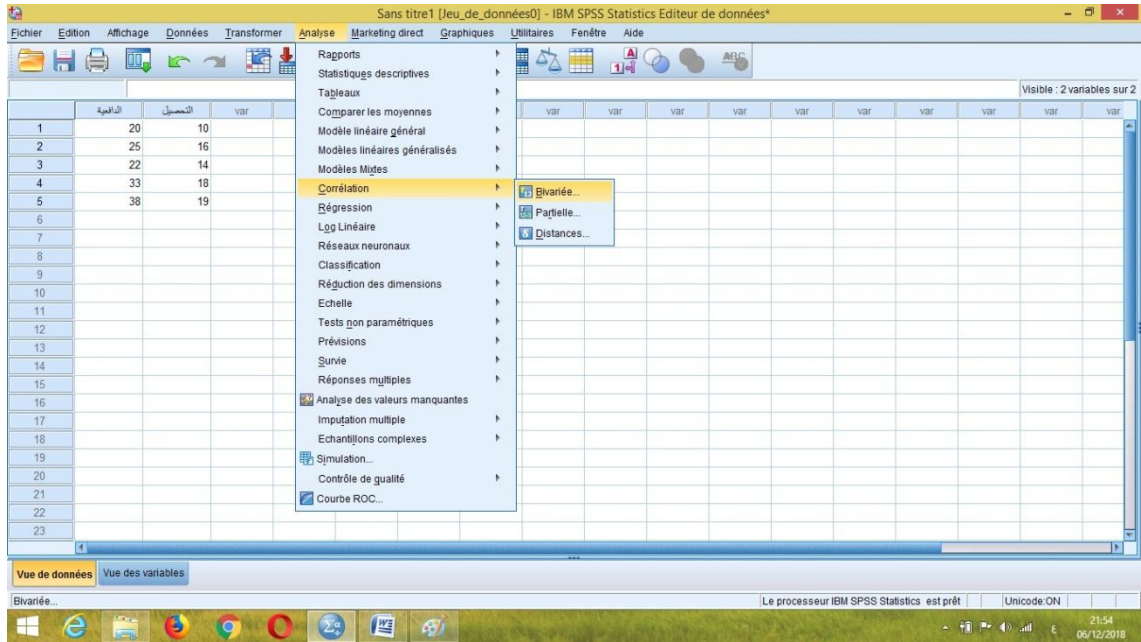 Sans titre1 [Jeu_de_données0] - IBM SPSS Statistics Editeur de données*
Fichier Edition Affichage Données Transformer Analyse Marketing direct Graphiques Utilitaires Fenêtre Aide
Visible : 2 variables sur 2
الدافعية التحصيل var var var var var var var var var var
1 20 10
2 25 16
3 22 14
4 33 18
5 38 19
6
7
8
9
10
11
12
13
14
15
16
17
18
19
20
21
22
23
Rapports
Statistiques descriptives
Tableaux
Comparer les moyennes
Modèle linéaire général
Modèles linéaires généralisés
Modèles Mixtes
Corrélation
Régression
Log Linéaire
Réseaux neuronaux
Classification
Réduction des dimensions
Echelle
Tests non paramétriques
Prévisions
Survie
Réponses multiples
Analyse des valeurs manquantes
Imputation multiple
Echantillons complexes
Simulation...
Contrôle de qualité
Courbe ROC...
Bivariée...
Partielle...
Distances...
Vue de données Vue des variables
Bivariée...
Le processeur IBM SPSS Statistics est prêt
Unicode:ON
ع
21:54
06/12/2018